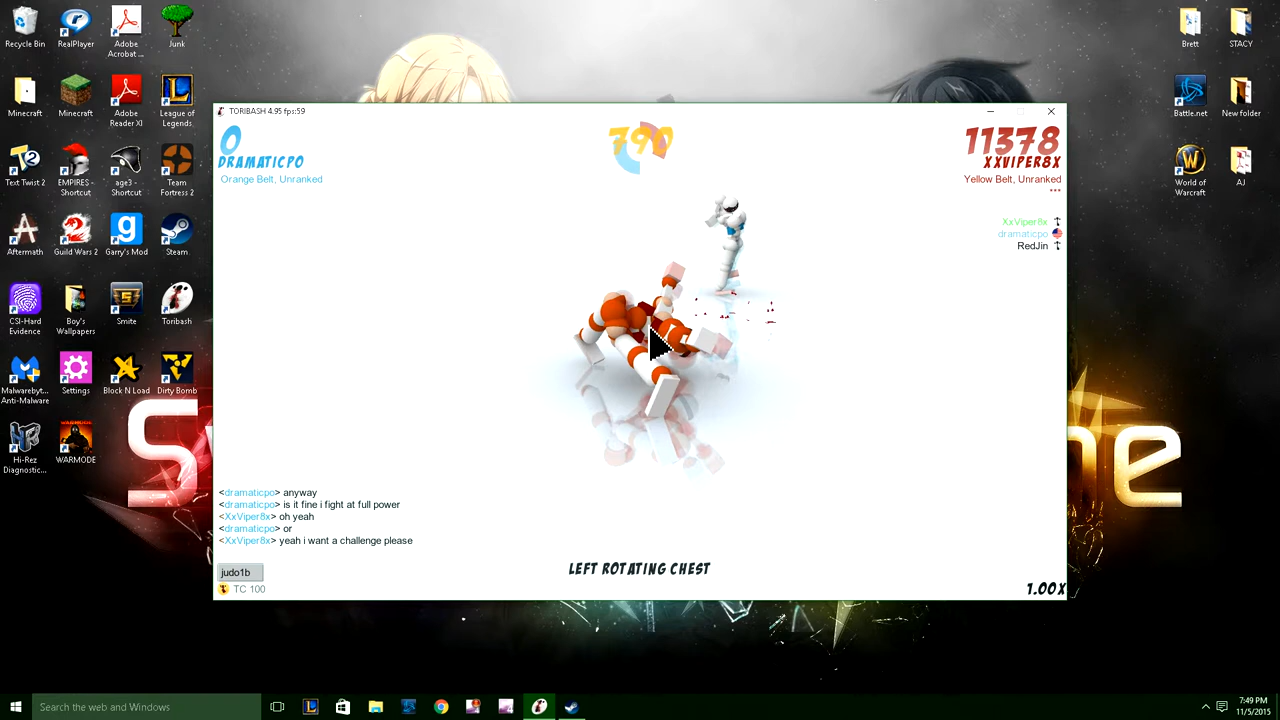 Recycle Bin
RealPlayer
Adobe
Acrobat ...
Junk
Brett
STACY
Minecraft
Minecraft
Adobe
Reader XI
League of
Legends
Battle.net
New folder
Text Twist 2
EMPIRES -
Shortcut
age3 -
Shortcut
Team
Fortress 2
World of
Warcraft
AJ
Aftermath
Guild Wars 2
Garry's Mod
Steam
CSI-Hard
Evidence
Boy's
Wallpapers
Smite
Toribash
Malwarebyt...
Anti-Malware
Settings
Block N Load
Dirty Bomb
Hi-Rez
Diagnostic...
WARMODE
TORIBASH 4.95 fps:59
0
DRAMATICPO
Orange Belt, Unranked
790
11378
XXVIPER8X
Yellow Belt, Unranked
***
XxViper8x
dramaticpo
RedJin
<dramaticpo> anyway
<dramaticpo> is it fine i fight at full power
<XxViper8x> oh yeah
<dramaticpo> or
<XxViper8x> yeah i want a challenge please
judo1b
TC 100
LEFT ROTATING CHEST
1.00X
Search the web and Windows
7:49 PM
11/5/2015